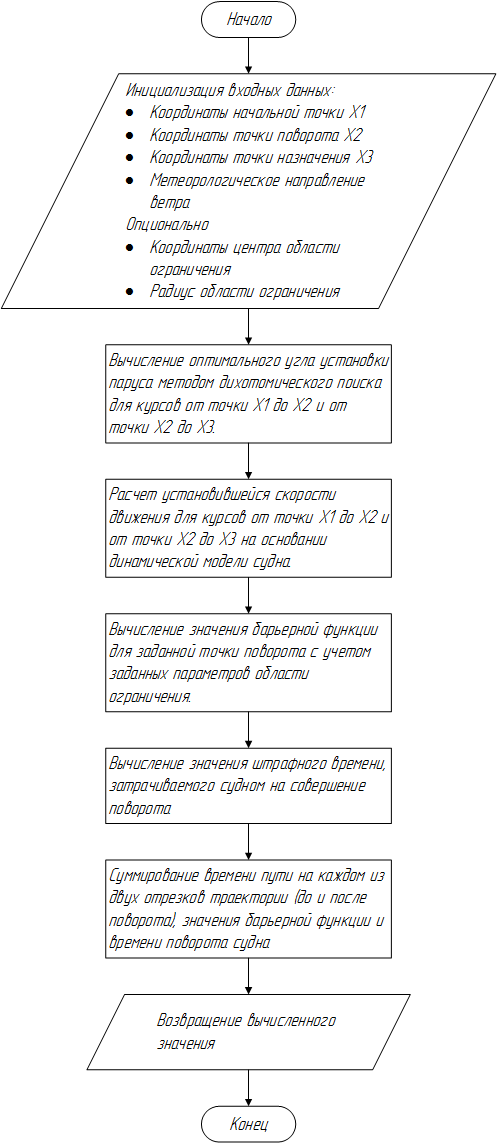 Начало
Инициализация входных данных:
● Координаты начальной точки X1
● Координаты точки поворота X2
● Координаты точки назначения X3
● Метеорологическое направление
ветра
Опционально
● Координаты центра области
ограничения
● Радиус области ограничения
Вычисление оптимального угла установки
паруса методом дихотомического поиска
для курсов от точки X1 до X2 и от
точки X2 до X3.
Расчет установившейся скорости
движения для курсов от точки X1 до X2 и
от точки X2 до X3 на основании
динамической модели судна
Вычисление значения барьерной функции
для заданной точки поворота с учетом
заданных параметров области
ограничения.
Вычисление значения штрафного времени,
затрачиваемого судном на совершение
поворота
Суммирование времени пути на каждом из
двух отрезков траектории (до и после
поворота), значения барьерной функции и
времени поворота судна
Возвращение вычисленного
значения
Конец